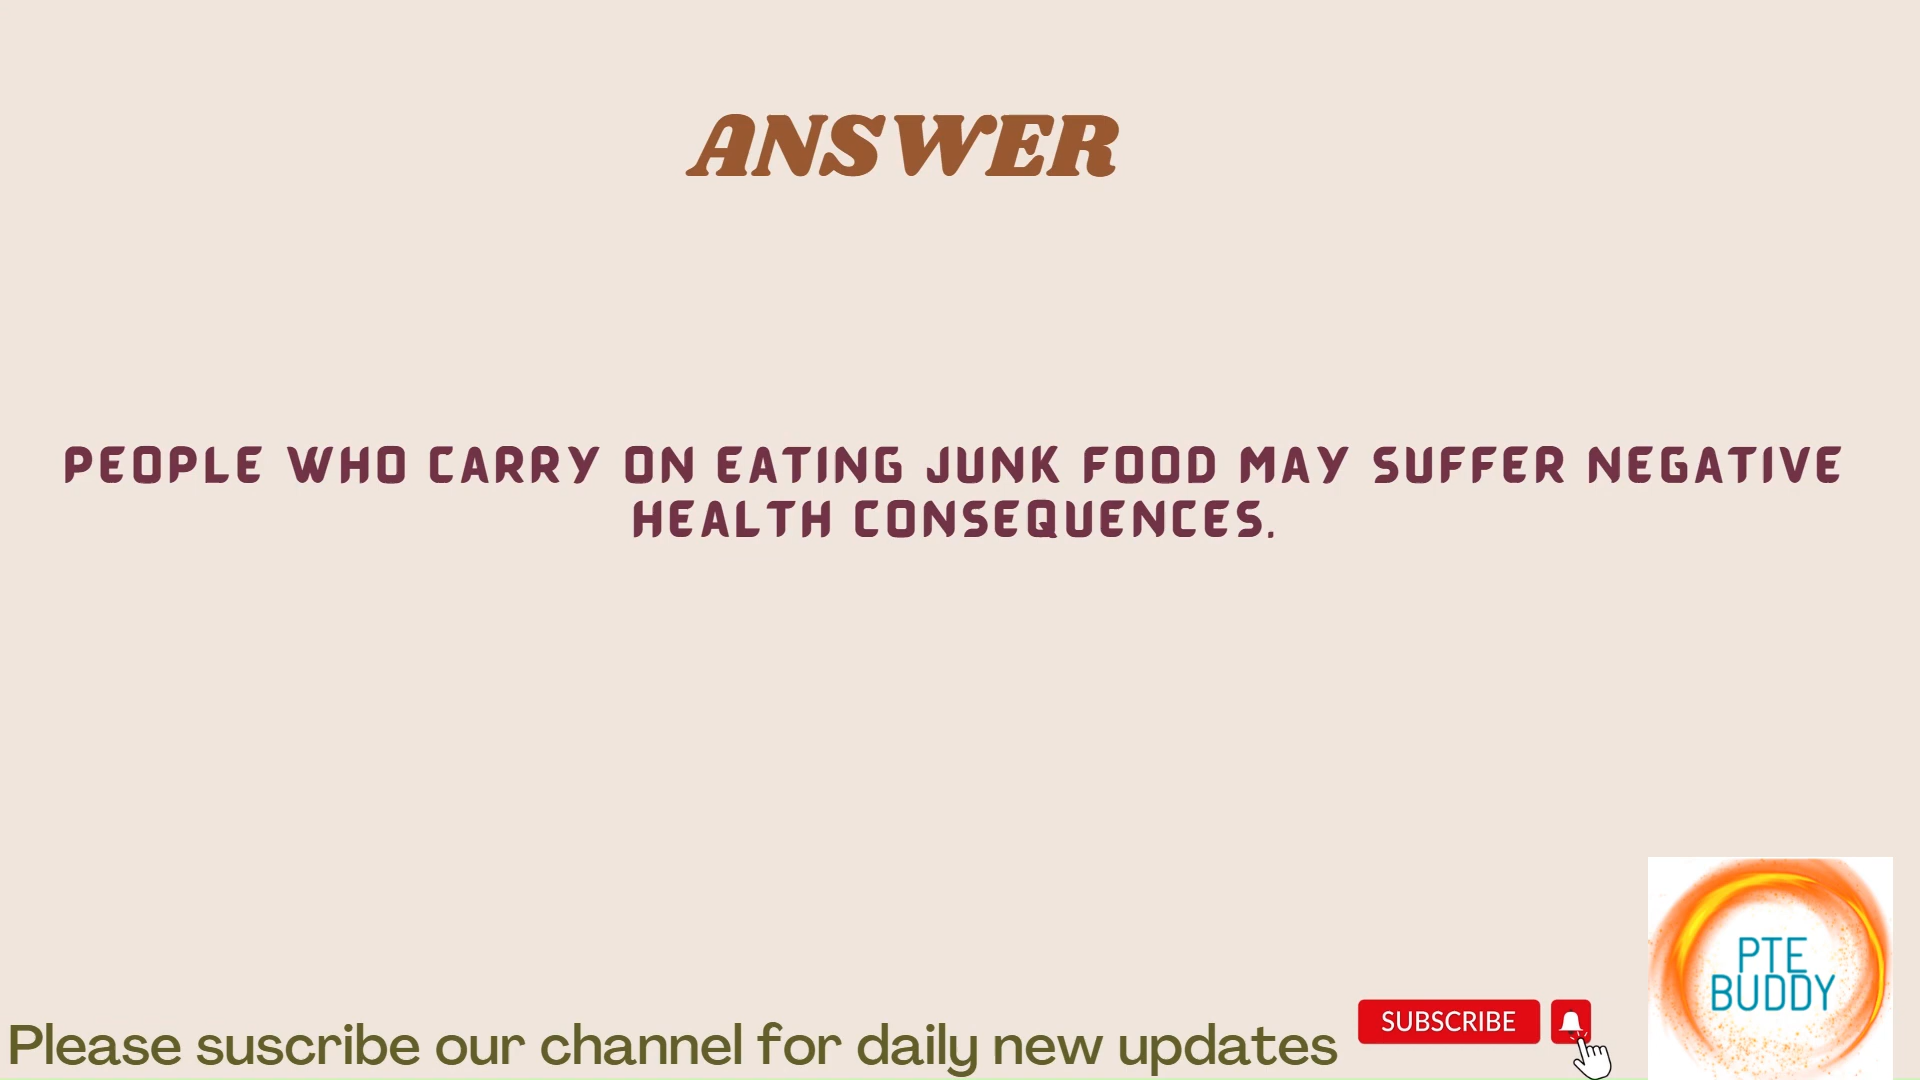 ANSWER
PEOPLE WHO CARRY ON EATING JUNK FOOD MAY SUFFER NEGATIVE
HEALTH CONSEQUENCES.
Please suscribe our channel for daily new updates
SUBSCRIBE
PTE
BUDDY